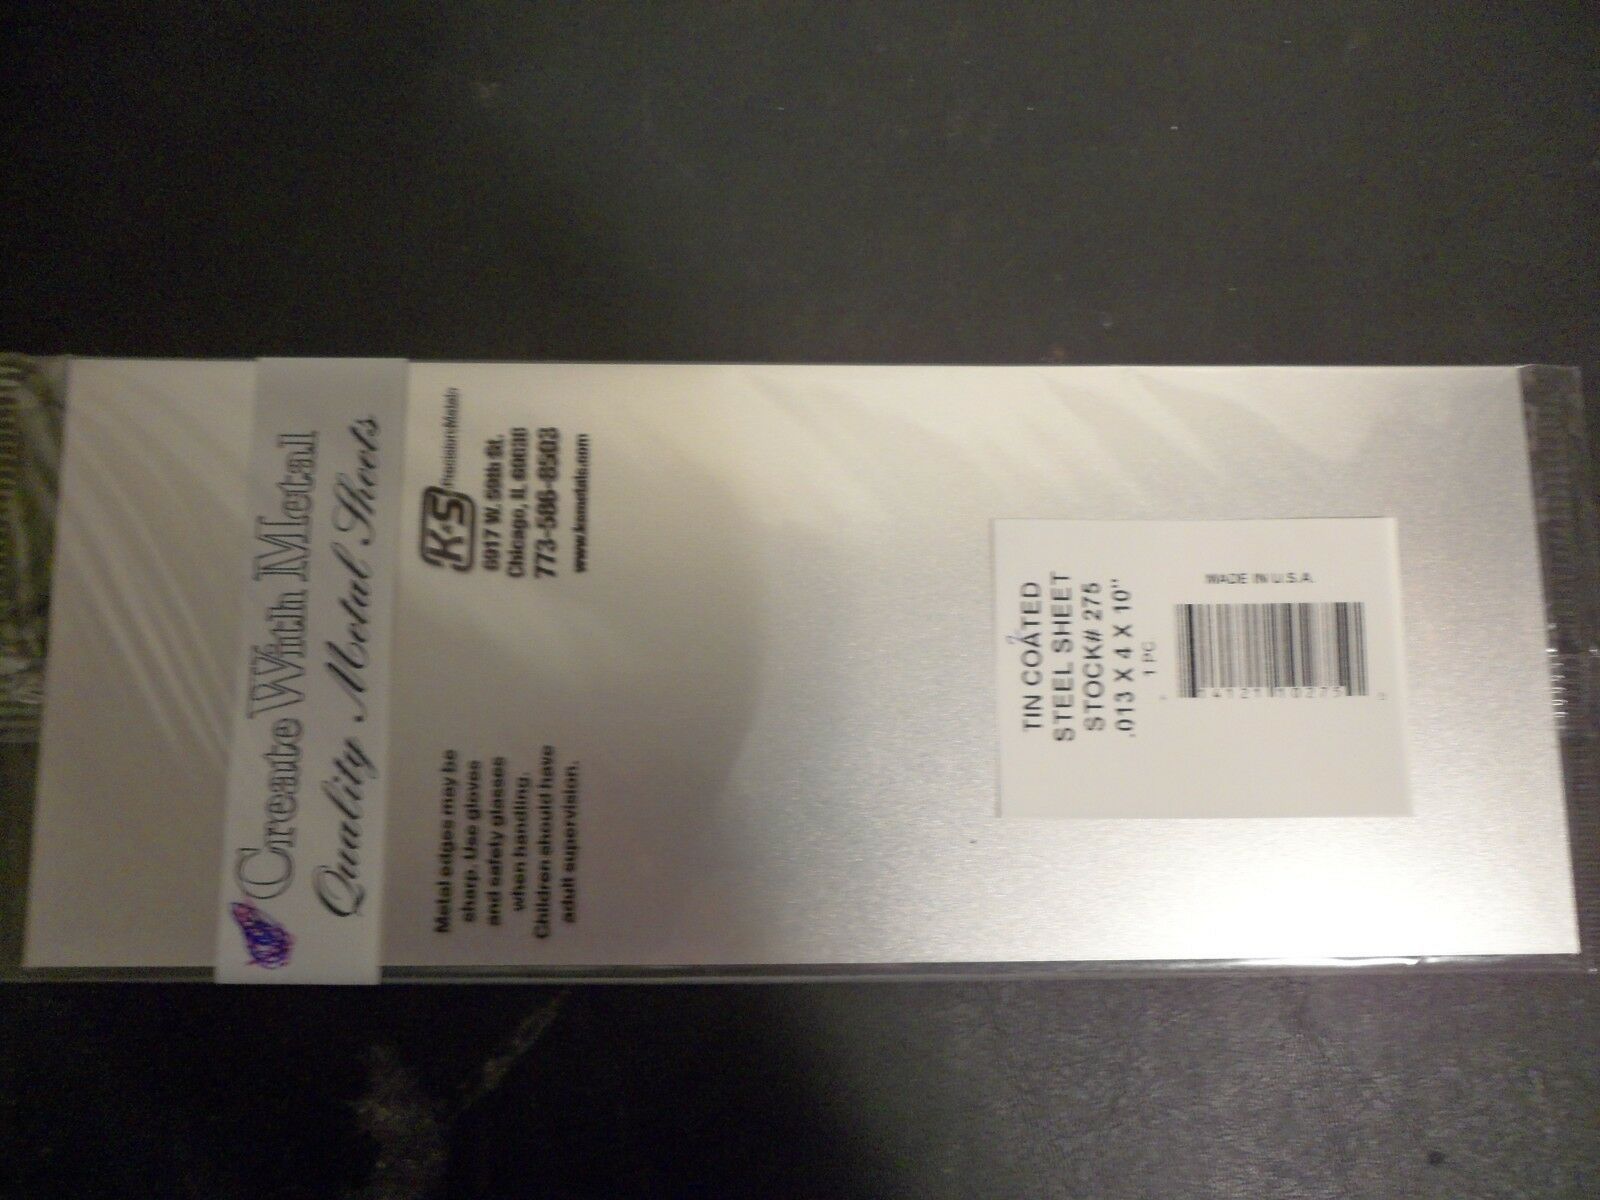 Create With Metal
Quality Metal Sheets
K&S
Precision Metals
6917 W. 59th St.
Chicago, IL 60638
773-586-8503
www.ksmetals.com
Metal edges may be
sharp. Use gloves
and safety glasses
when handling.
Children should have
adult supervision.
TIN COATED
STEEL SHEET
STOCK# 275
.013 X 4 X 10"
1 PC
MADE IN U.S.A.
14121 10275